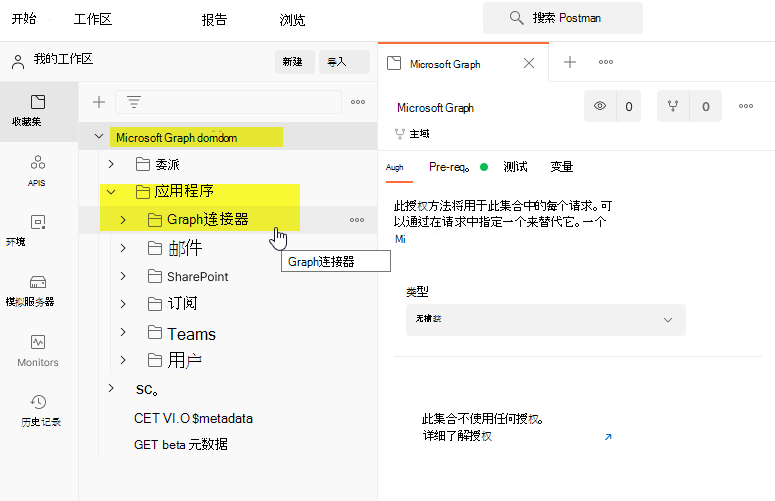 开始 工作区 报告 浏览 搜索 Postman
我的工作区 新建 导入
Microsoft Graph
收藏集
APIS
环境
模拟服务器
Monitors
历史记录
委派
应用程序
Graph连接器
Graph连接器
邮件
SharePoint
订阅
Teams
用户
SC。
CET VI.O $metadata
GET beta 元数据
Microsoft Graph
0
0
主域
Augh Pre-req。 测试 变量
此授权方法将用于此集合中的每个请求。可
以通过在请求中指定一个来替代它。一个
Mi
类型
此集合不使用任何授权。
详细了解授权